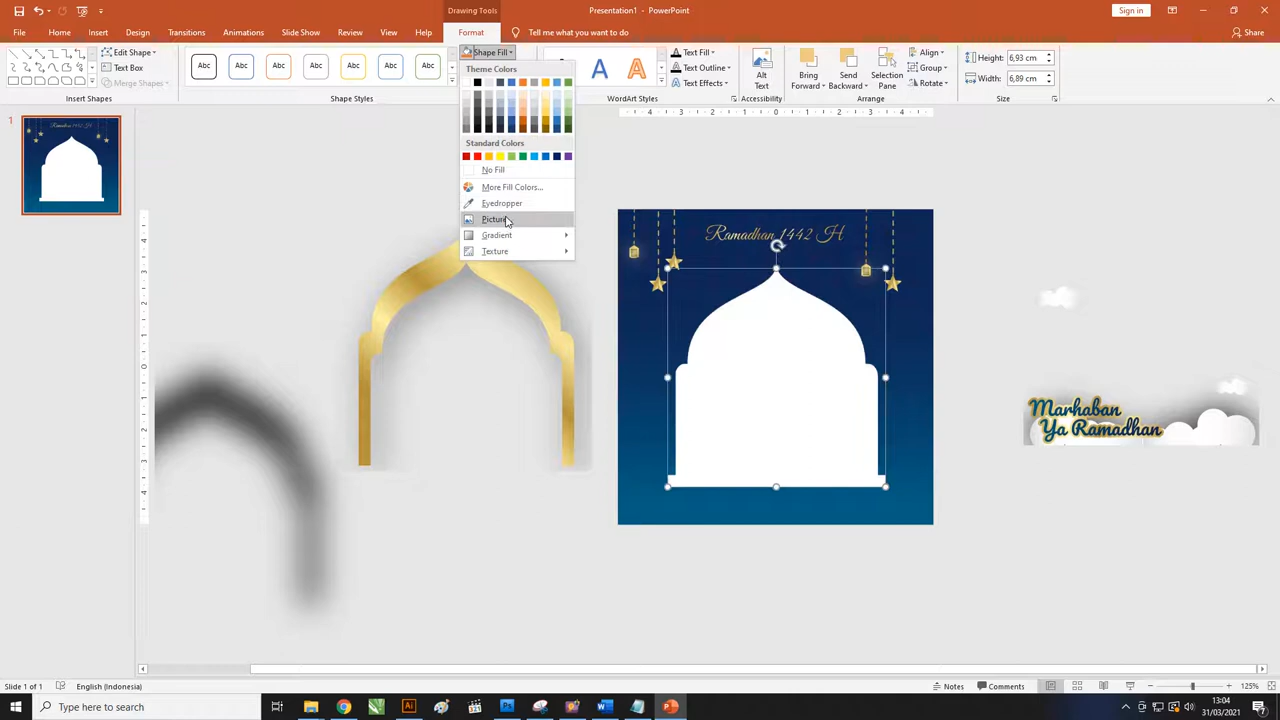 Drawing Tools
Presentation1 - PowerPoint
Sign in
File
Home
Insert
Design
Transitions
Animations
Slide Show
Review
View
Help
Format
Tell me what you do want to do
Share
Edit Shape
Text Box
Merge Shapes
Insert Shapes
Abc
Abc
Abc
Abc
Abc
Abc
Abc
Shape Styles
Shape Fill
Theme Colors
Standard Colors
No Fill
More Fill Colors...
Eyedropper
Picture
Gradient
Texture
A
A
Text Fill
Text Outline
Text Effects
WordArt Styles
Alt
Text
Accessibility
Bring
Forward
Send
Backward
Selection
Pane
Align
Group
Rotate
Arrange
Height:
6,93 cm
Width:
6,89 cm
Size
1
Ramadhan 1442 H
Marhaban
Ya Ramadhan
Slide 1 of 1
English (Indonesia)
Notes
Comments
125%
Type here to search
13:04
31/03/2021